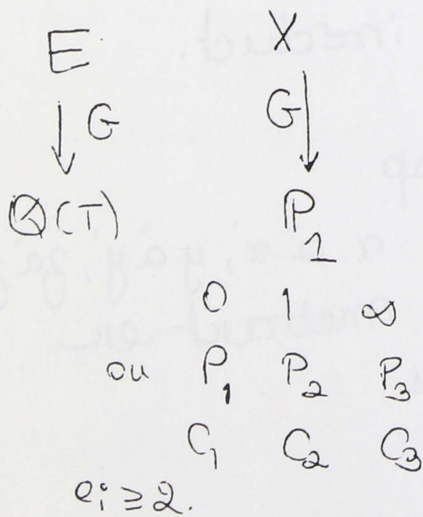 E X
↓ G G ↓
Q(T) P₁
0 1 ∞
ou P₁ P₂ P₃
C₁ C₂ C₃
eᵢ ≥ 2.